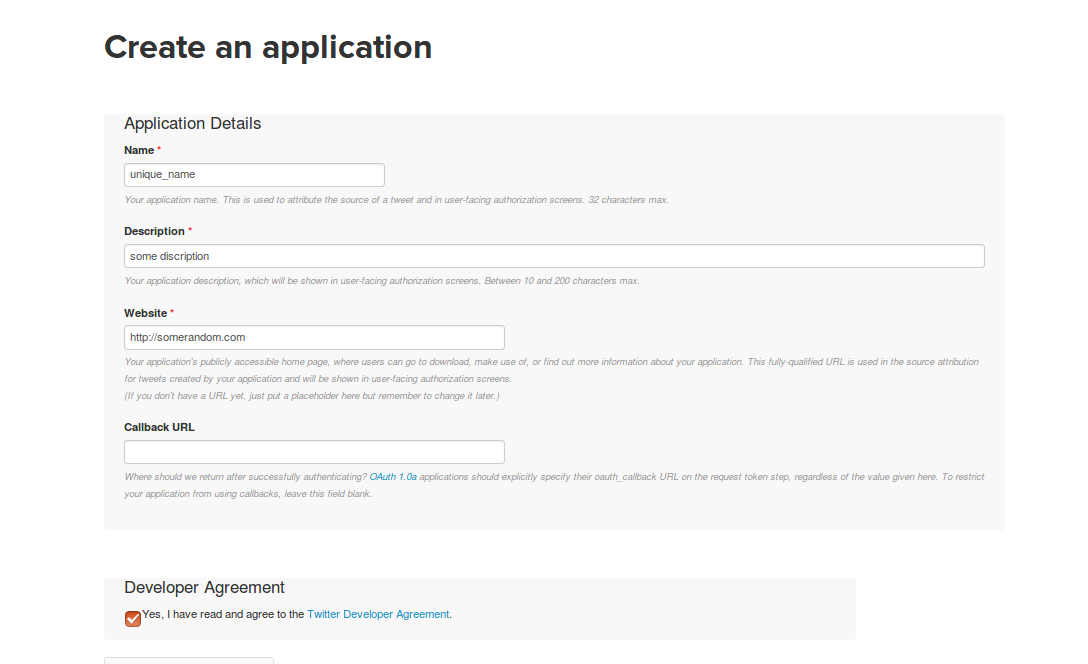 Create an application
Application Details
Name *
unique_name
Your application name. This is used to attribute the source of a tweet and in user-facing authorization screens. 32 characters max.
Description *
some discription
Your application description, which will be shown in user-facing authorization screens. Between 10 and 200 characters max.
Website *
http://somerandom.com
Your application's publicly accessible home page, where users can go to download, make use of, or find out more information about your application. This fully-qualified URL is used in the source attribution
for tweets created by your application and will be shown in user-facing authorization screens.
(If you don't have a URL yet, just put a placeholder here but remember to change it later.)
Callback URL
Where should we return after successfully authenticating? OAuth 1.0a applications should explicitly specify their oauth_callback URL on the request token step, regardless of the value given here. To restrict
your application from using callbacks, leave this field blank.
Developer Agreement
Yes, I have read and agree to the Twitter Developer Agreement.